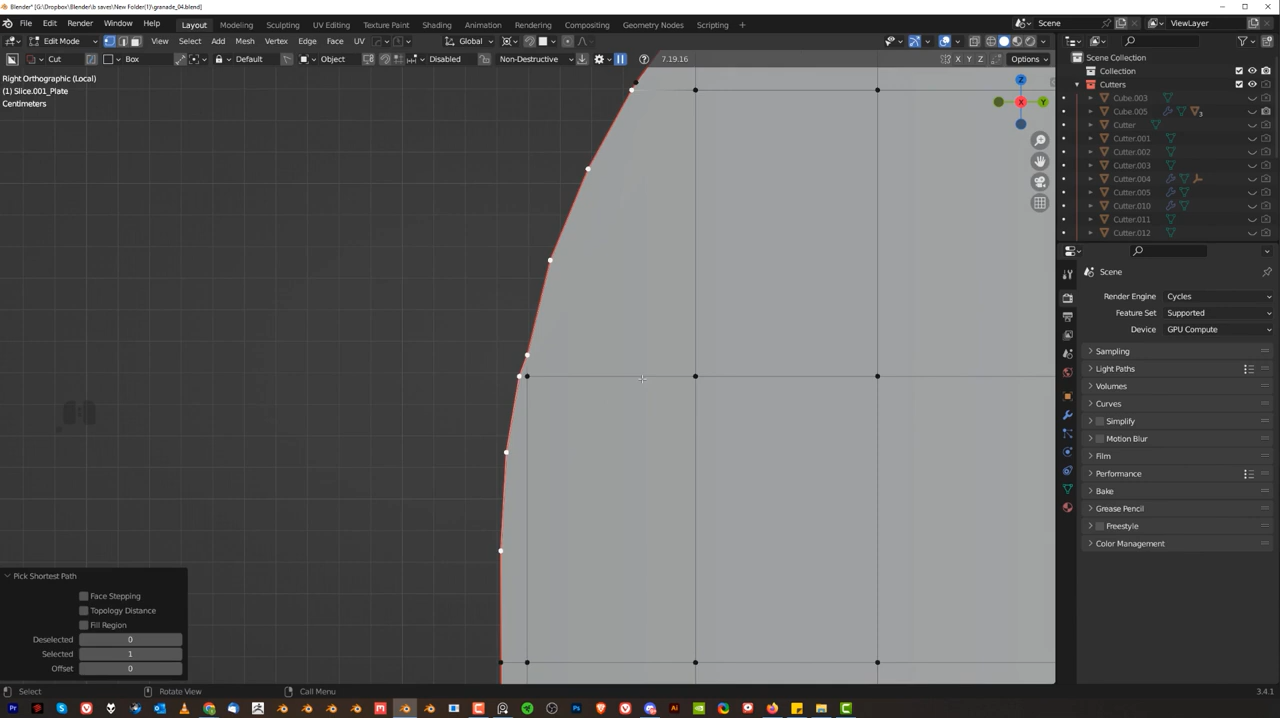 Blender* [G:\Dropbox\Blender\b saves\New Folder(1)\granade_04.blend]
File Edit Render Window Help Layout Modeling Sculpting UV Editing Texture Paint Shading Animation Rendering Compositing Geometry Nodes Scripting Scene ViewLayer
Edit Mode View Select Add Mesh Vertex Edge Face UV Global
Cut Box Default Object Disabled Non-Destructive 7.19.16 X Y Z Options
Right Orthographic (Local)
(1) Slice.001_Plate
Centimeters
Z
X
Y
Scene Collection
Collection
Cutters
Cube.003
Cube.005 3
Cutter
Cutter.001
Cutter.002
Cutter.003
Cutter.004
Cutter.005
Cutter.010
Cutter.011
Cutter.012
Scene
Render Engine Cycles
Feature Set Supported
Device GPU Compute
Sampling
Light Paths
Volumes
Curves
Simplify
Motion Blur
Film
Performance
Bake
Grease Pencil
Freestyle
Color Management
Pick Shortest Path
Face Stepping
Topology Distance
Fill Region
Deselected 0
Selected 1
Offset 0
Select Rotate View Call Menu 3.4.1